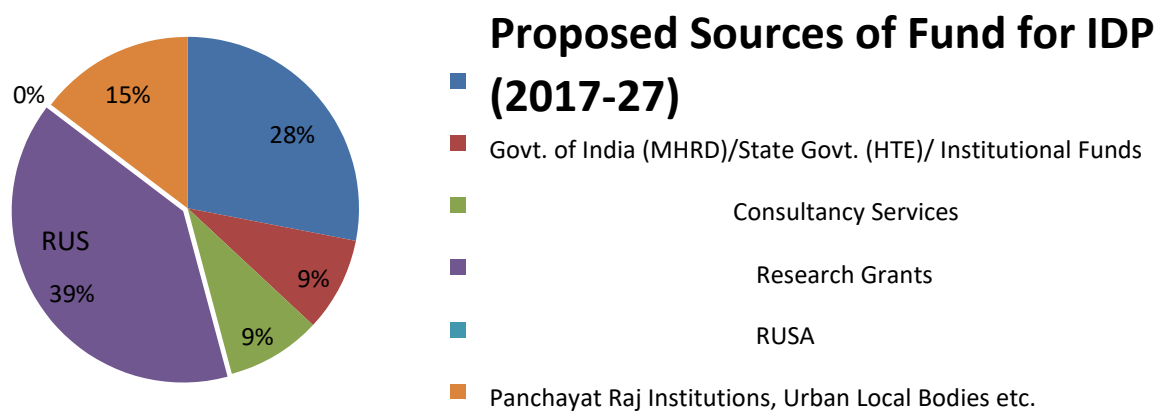 Proposed Sources of Fund for IDP
(2017-27)
0%
15%
28%
Govt. of India (MHRD)/State Govt. (HTE)/ Institutional Funds
Consultancy Services
RUS
39%
9%
9%
Research Grants
RUSA
Panchayat Raj Institutions, Urban Local Bodies etc.